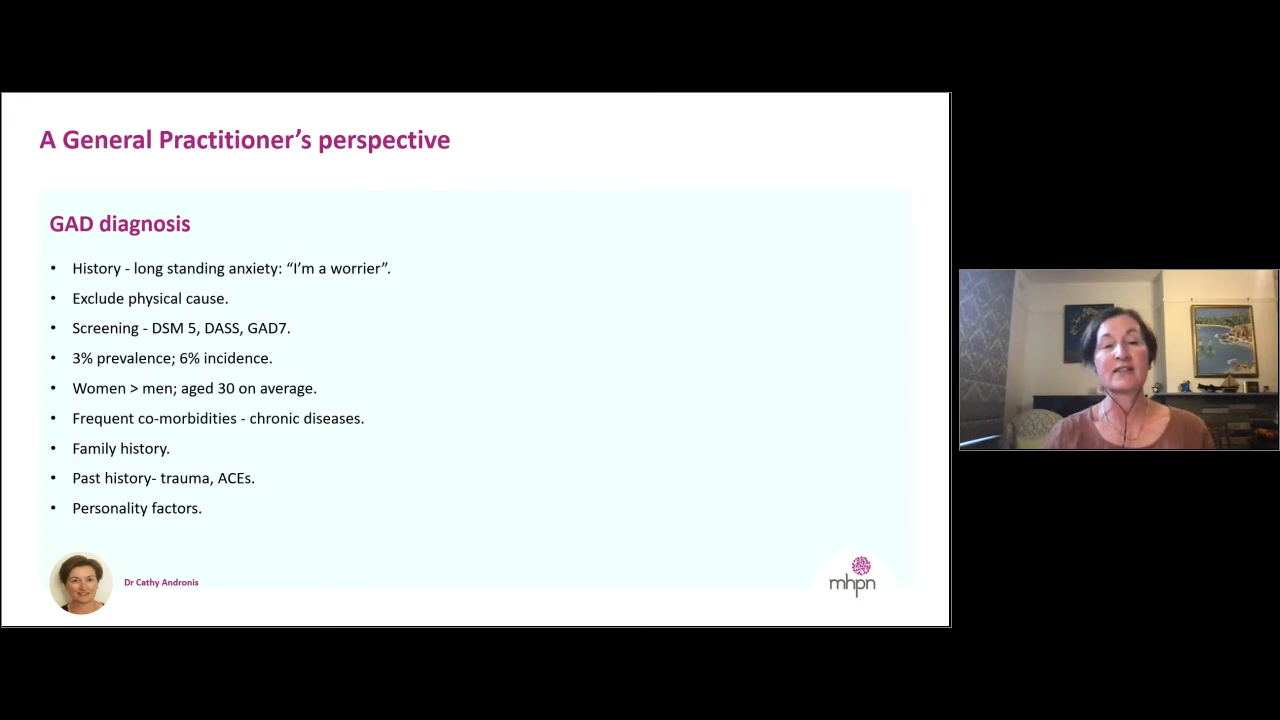 A General Practitioner’s perspective
GAD diagnosis
• History - long standing anxiety: “I’m a worrier”.
• Exclude physical cause.
• Screening - DSM 5, DASS, GAD7.
• 3% prevalence; 6% incidence.
• Women > men; aged 30 on average.
• Frequent co-morbidities - chronic diseases.
• Family history.
• Past history- trauma, ACEs.
• Personality factors.
Dr Cathy Andronis
mhpn